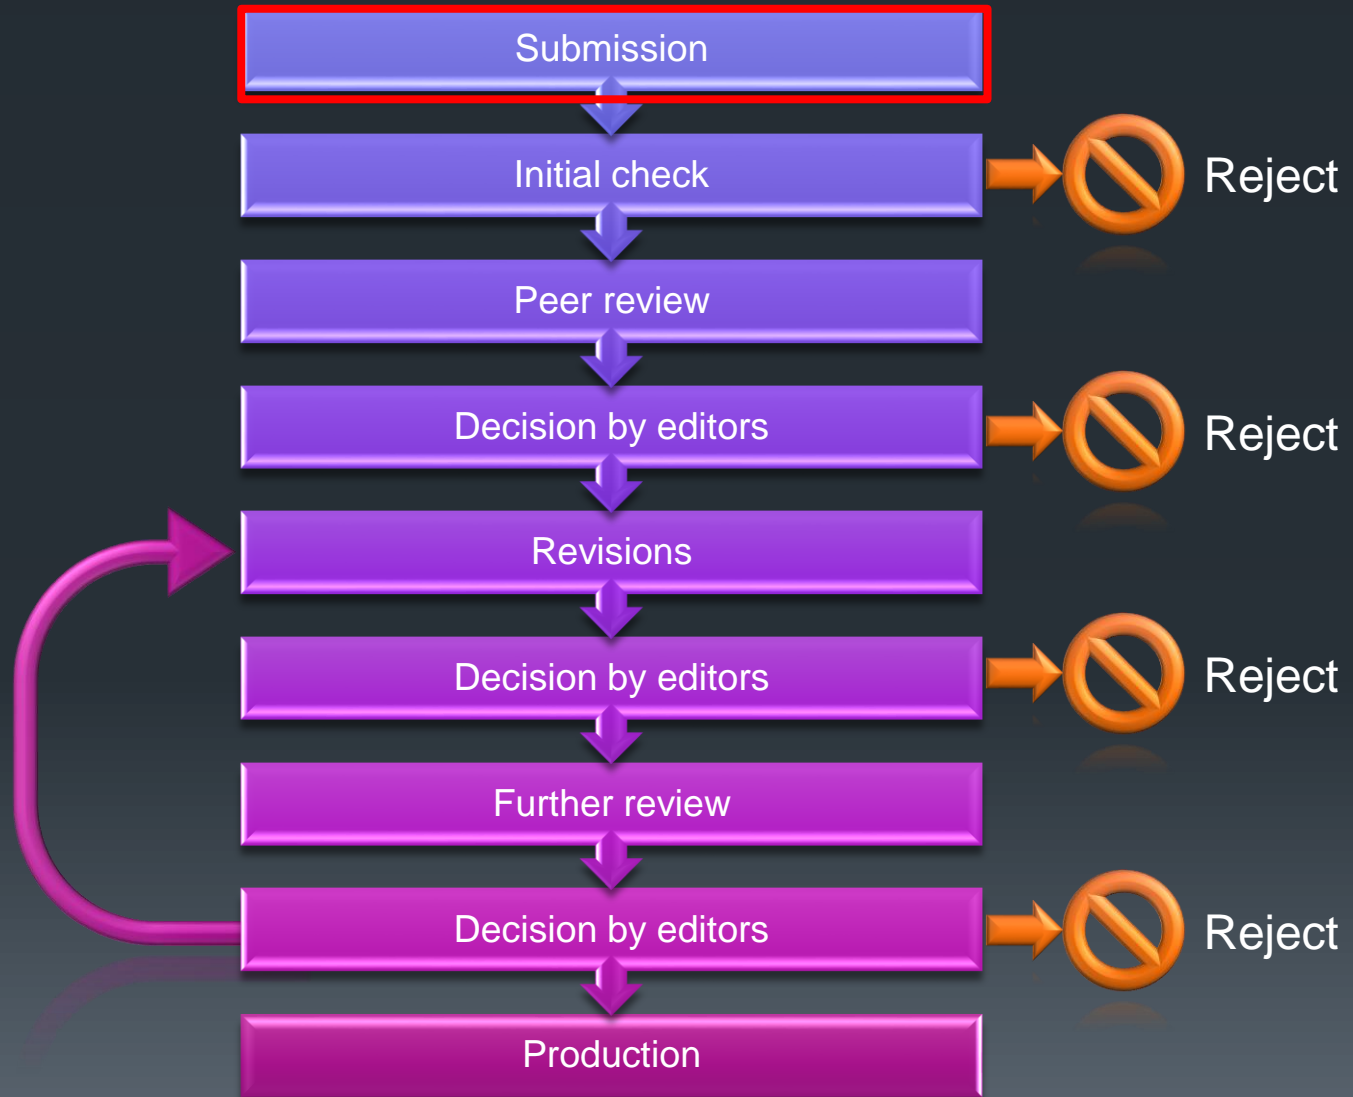 Submission
Initial check
Reject
Peer review
Decision by editors
Reject
Revisions
Decision by editors
Reject
Further review
Decision by editors
Reject
Production